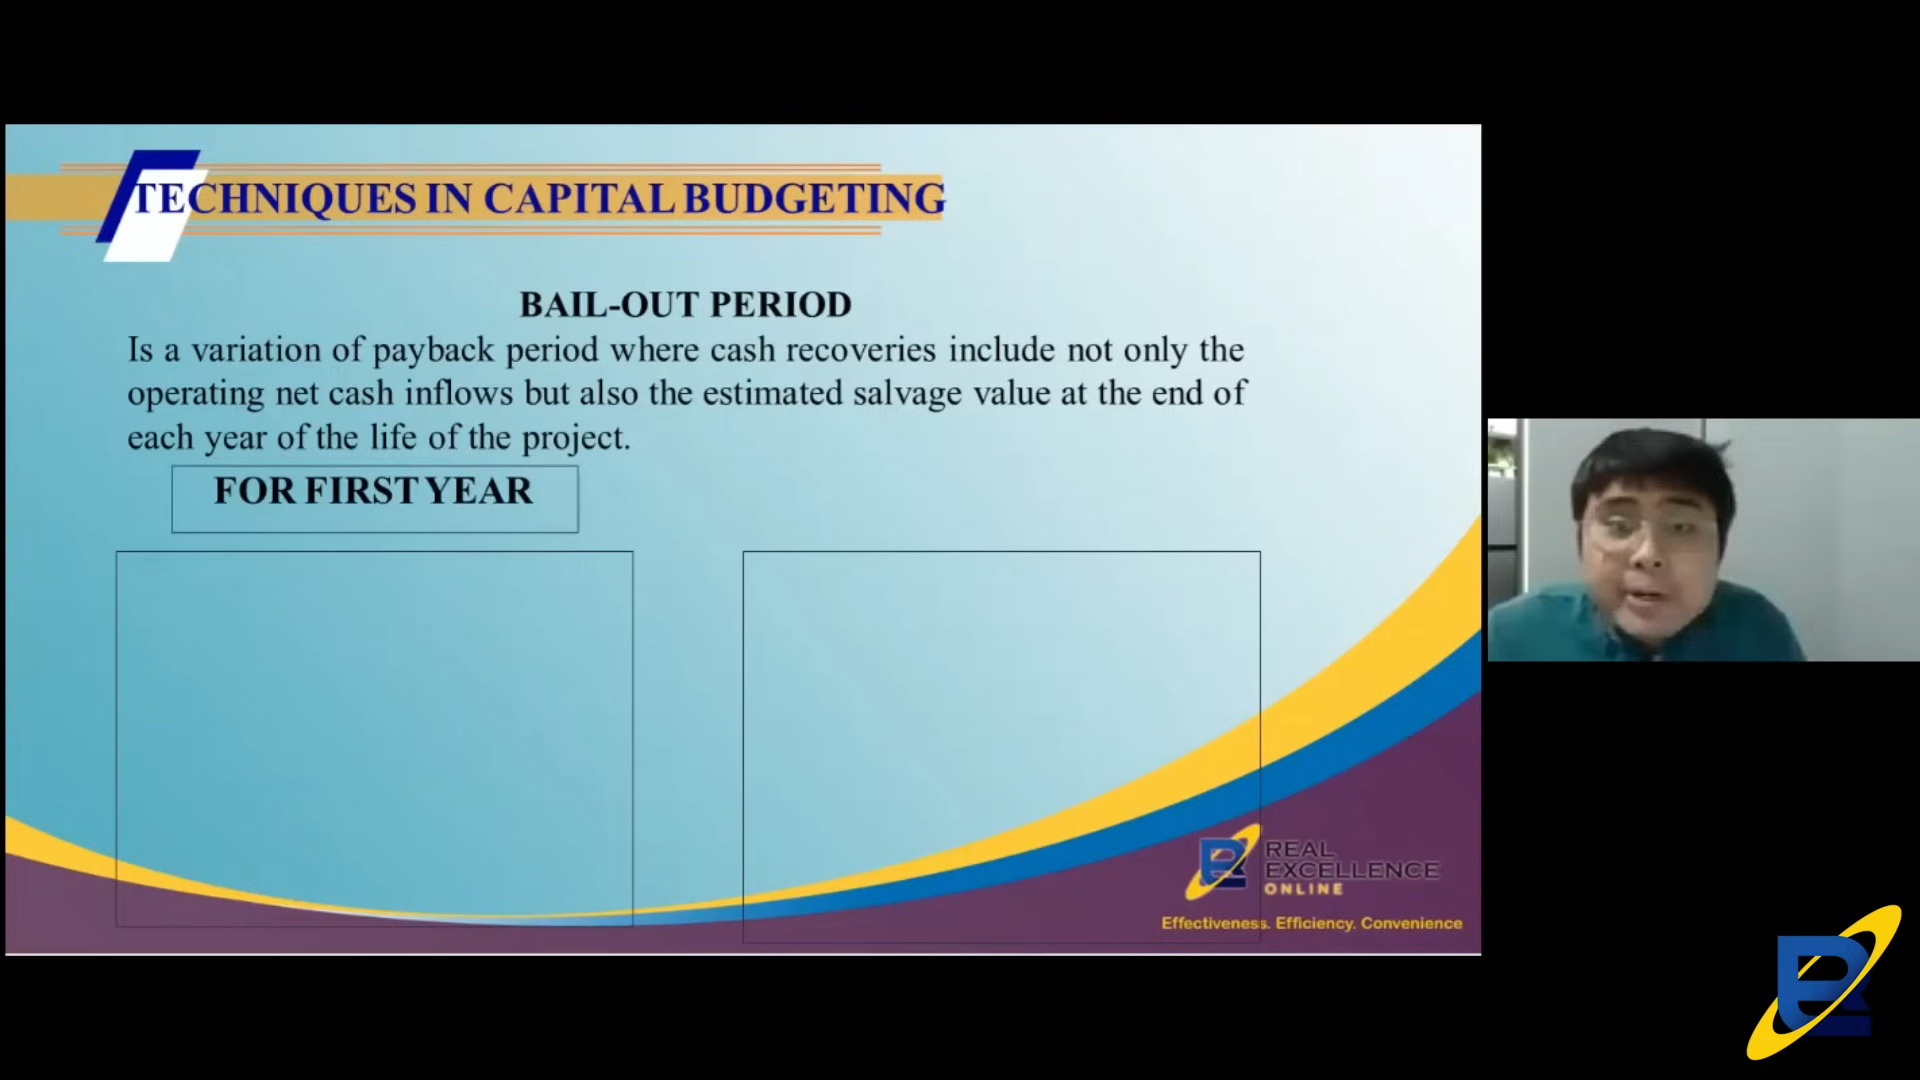 TECHNIQUES IN CAPITAL BUDGETING
BAIL-OUT PERIOD
Is a variation of payback period where cash recoveries include not only the
operating net cash inflows but also the estimated salvage value at the end of
each year of the life of the project.
FOR FIRST YEAR
REAL
EXCELLENCE
ONLINE
Effectiveness. Efficiency. Convenience